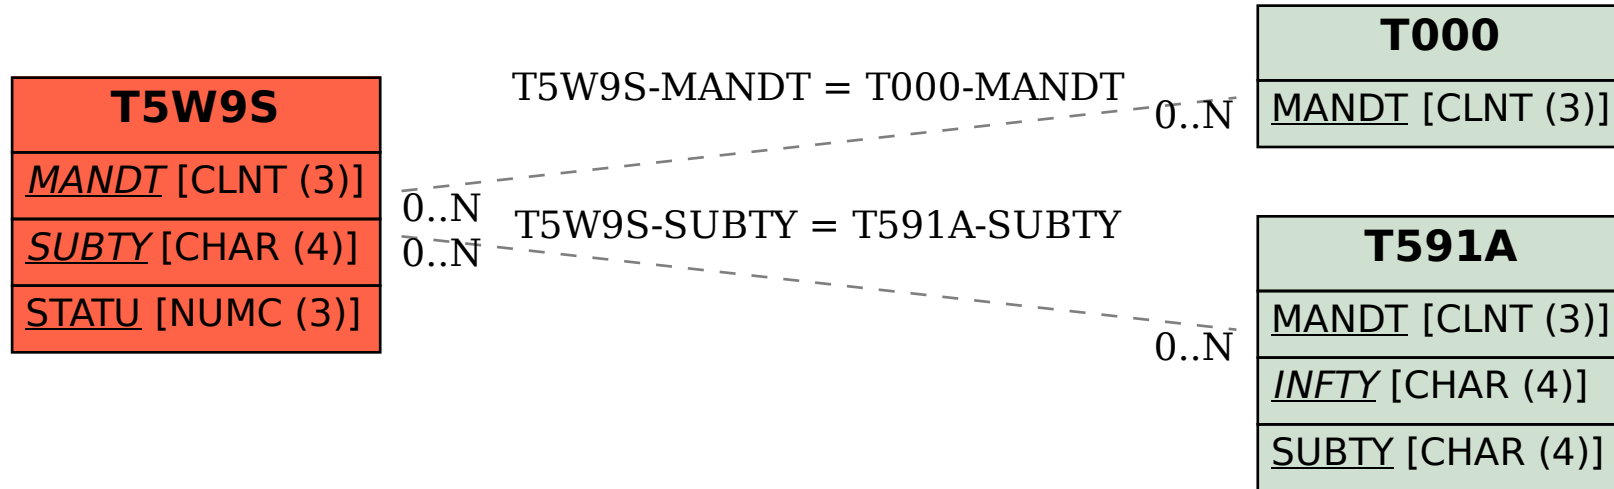 T5W9S
MANDT [CLNT (3)]
SUBTY [CHAR (4)]
STATU [NUMC (3)]
T5W9S-MANDT = T000-MANDT
0..N
0..N
T5W9S-SUBTY = T591A-SUBTY
0..N
0..N
T000
MANDT [CLNT (3)]
T591A
MANDT [CLNT (3)]
INFTY [CHAR (4)]
SUBTY [CHAR (4)]